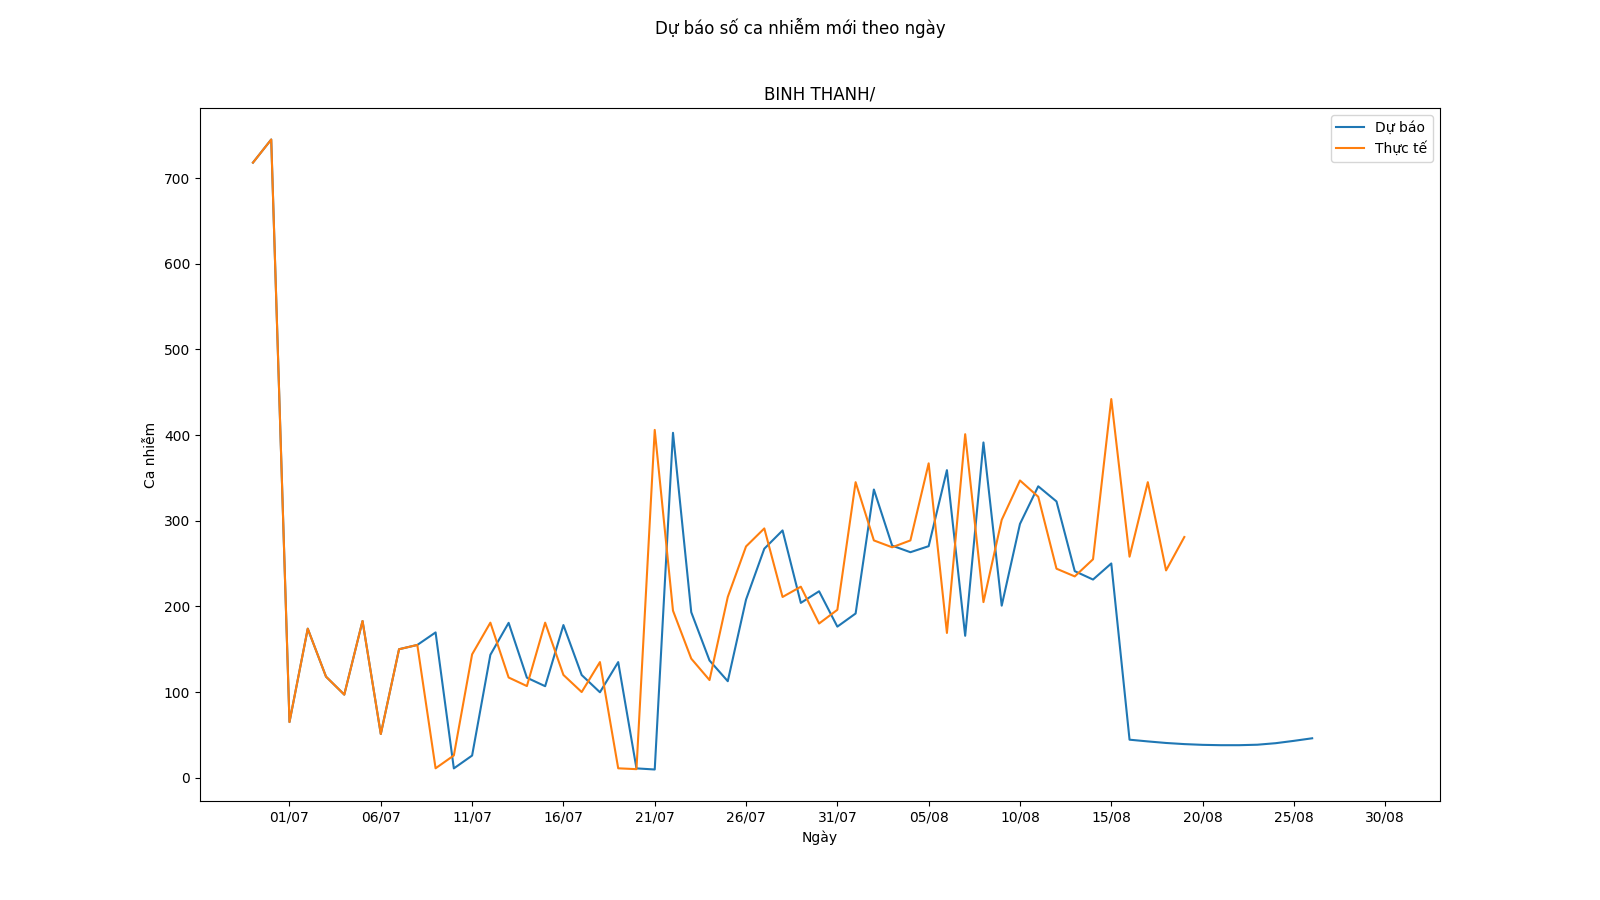 Dự báo số ca nhiễm mới theo ngày
BINH THANH/
Dự báo
Thực tế
700
600
500
400
300
200
100
0
Ca nhiễm
01/07 06/07 11/07 16/07 21/07 26/07 31/07 05/08 10/08 15/08 20/08 25/08 30/08
Ngày